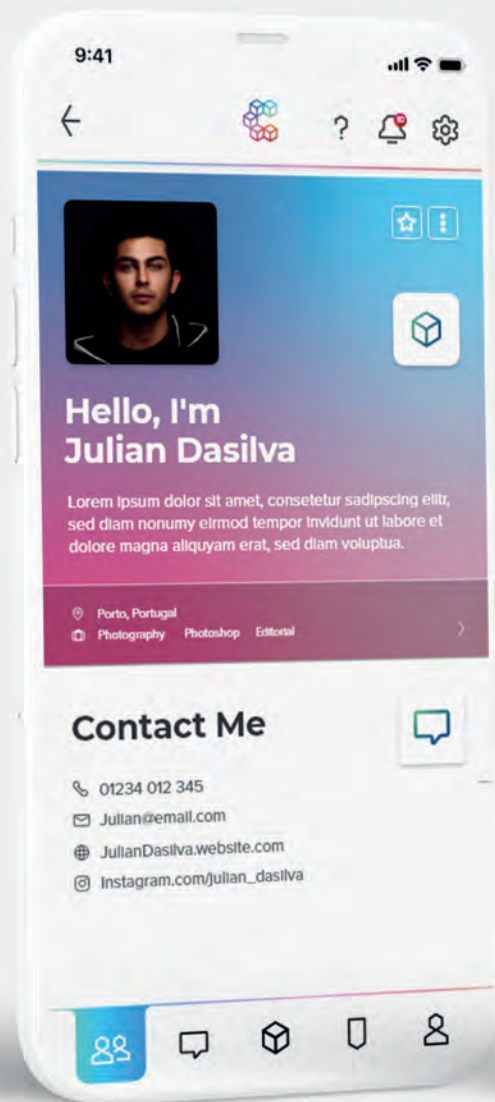 9:41
?
10
Hello, I'm
Julian Dasilva
Lorem ipsum dolor sit amet, consetetur sadipscing elitr,
sed diam nonumy eirmod tempor invidunt ut labore et
dolore magna aliquyam erat, sed diam voluptua.
Porto, Portugal
Photography Photoshop Editorial
Contact Me
01234 012 345
Julian@email.com
JulianDasilva.website.com
Instagram.com/julian_dasilva